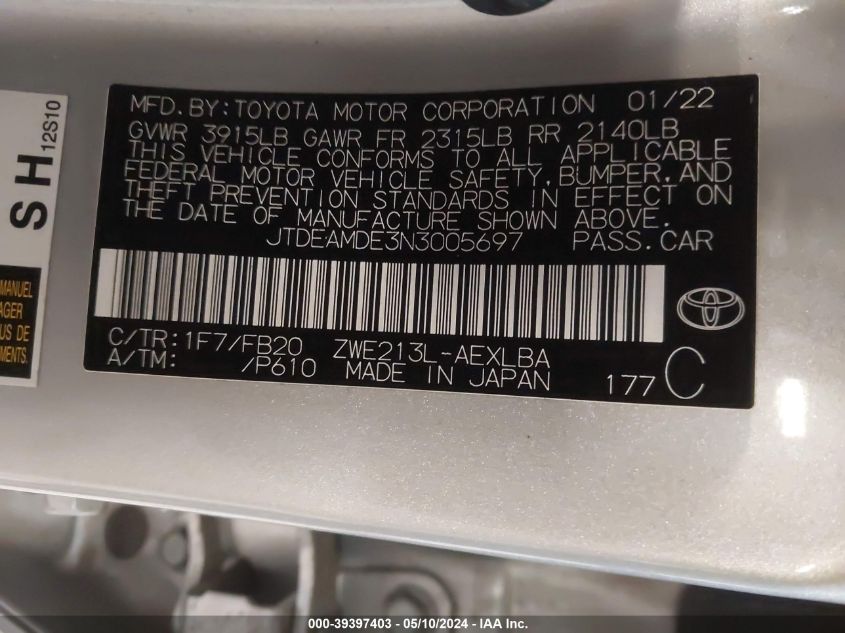 MFD.BY:TOYOTA MOTOR CORPORATION 01/22
GVWR 3915LB GAWR FR 2315LB RR 2140LB
THIS VEHICLE CONFORMS TO ALL APPLICABLE
FEDERAL MOTOR VEHICLE SAFETY,BUMPER,AND
THEFT PREVENTION STANDARDS IN EFFECT ON
THE DATE OF MANUFACTURE SHOWN ABOVE.
JTDEAMDE3N3005697 PASS.CAR
C/TR:1F7/FB20 ZWE213L-AEXLBA
A/TM: /P610 MADE IN JAPAN 177 C
SH 12S10
MANUEL
US DE
000-39397403 — 05/10/2024 — IAA Inc.